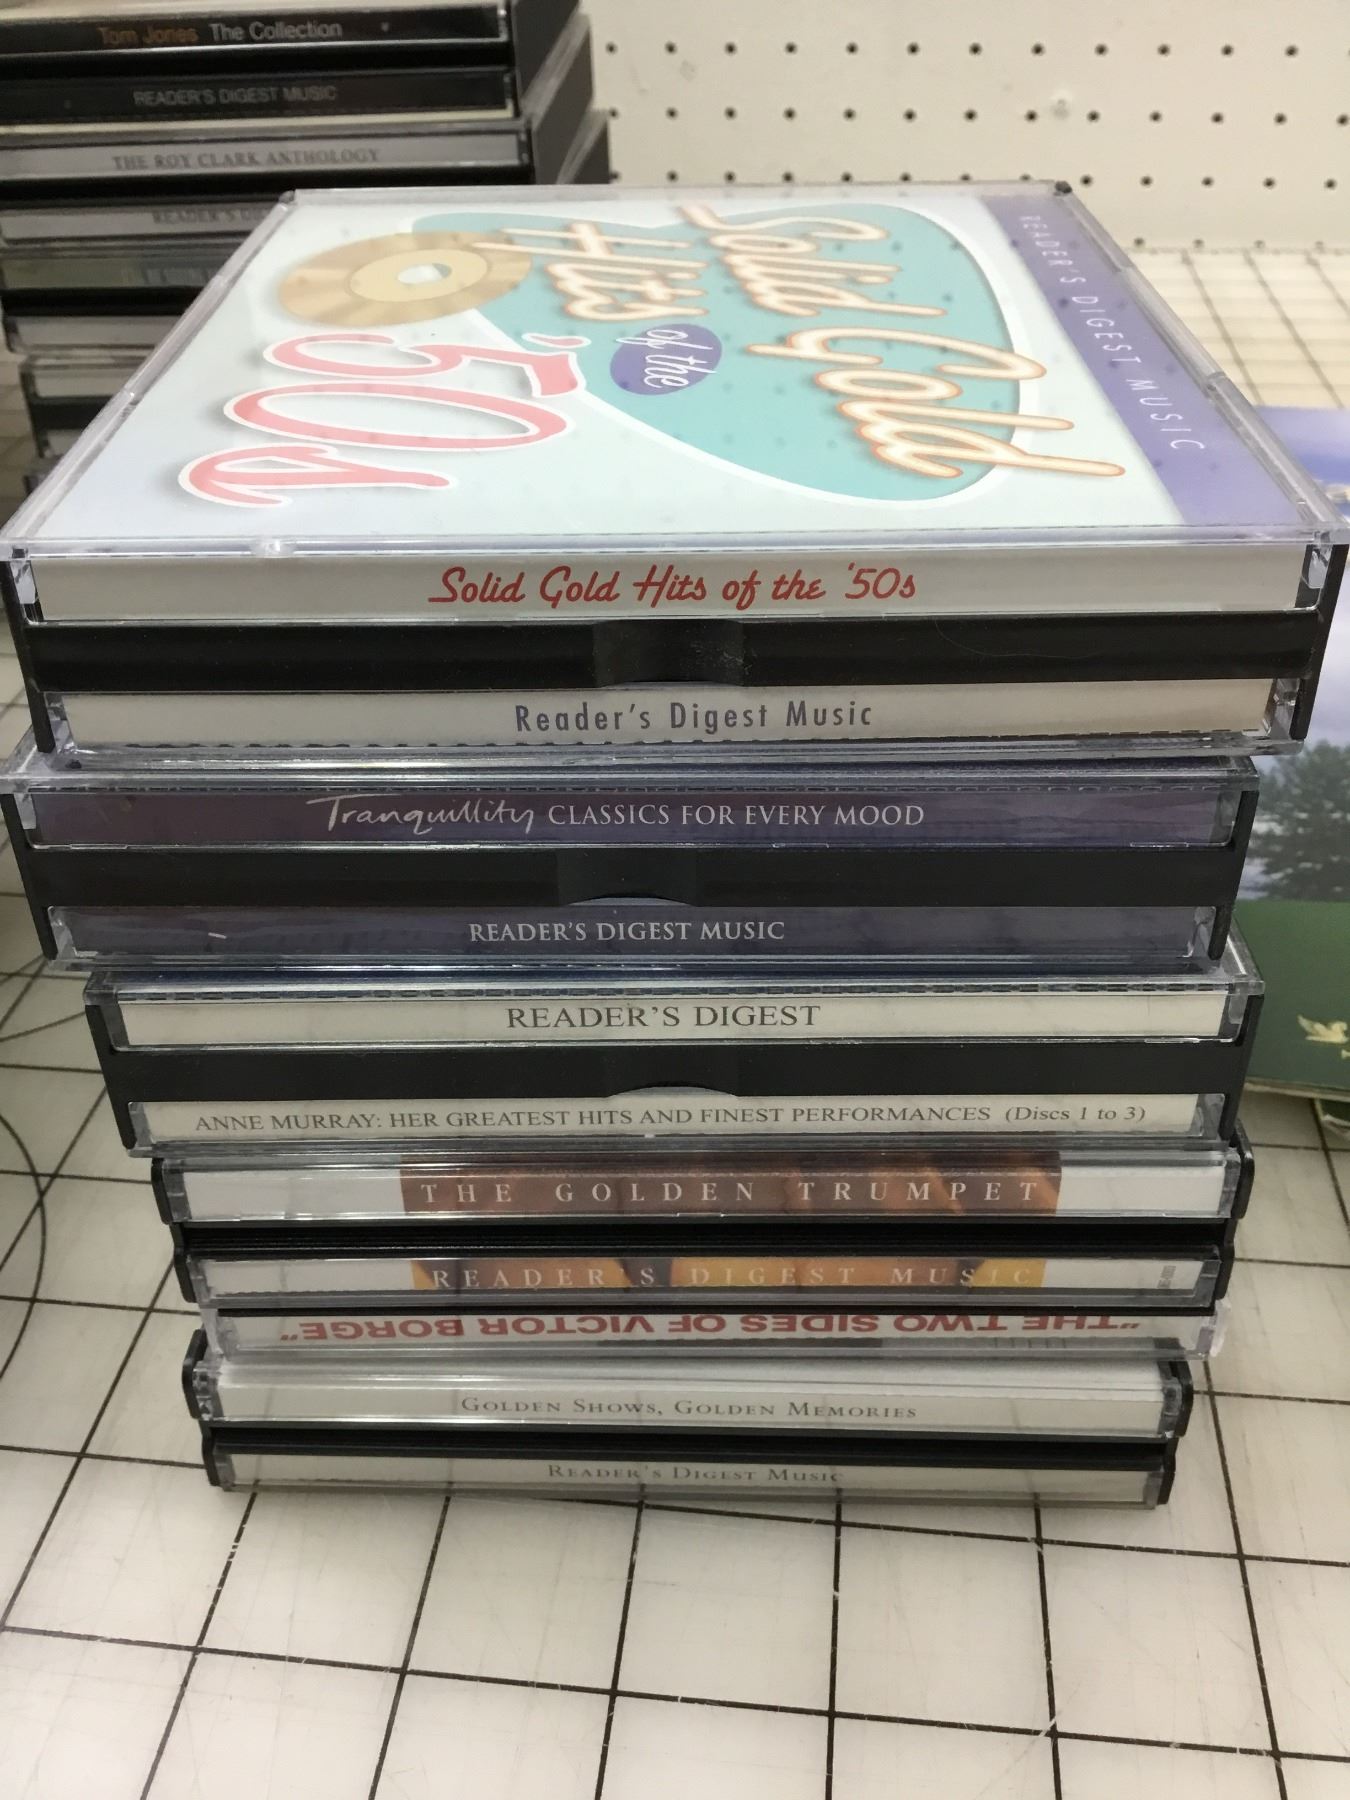 Tom Jones The Collection
READER'S DIGEST MUSIC
THE ROY CLARK ANTHOLOGY
READER'S
READER'S DIGEST MUSIC
Solid Gold
Hits
of the
'50s
Solid Gold Hits of the '50s
Reader's Digest Music
Tranquillity CLASSICS FOR EVERY MOOD
READER'S DIGEST MUSIC
READER'S DIGEST
ANNE MURRAY: HER GREATEST HITS AND FINEST PERFORMANCES (Discs 1 to 3)
THE GOLDEN TRUMPET
READER'S DIGEST MUSIC
"THE TWO SIDES OF VICTOR BORGE"
GOLDEN SHOWS, GOLDEN MEMORIES
READER'S DIGEST MUSIC